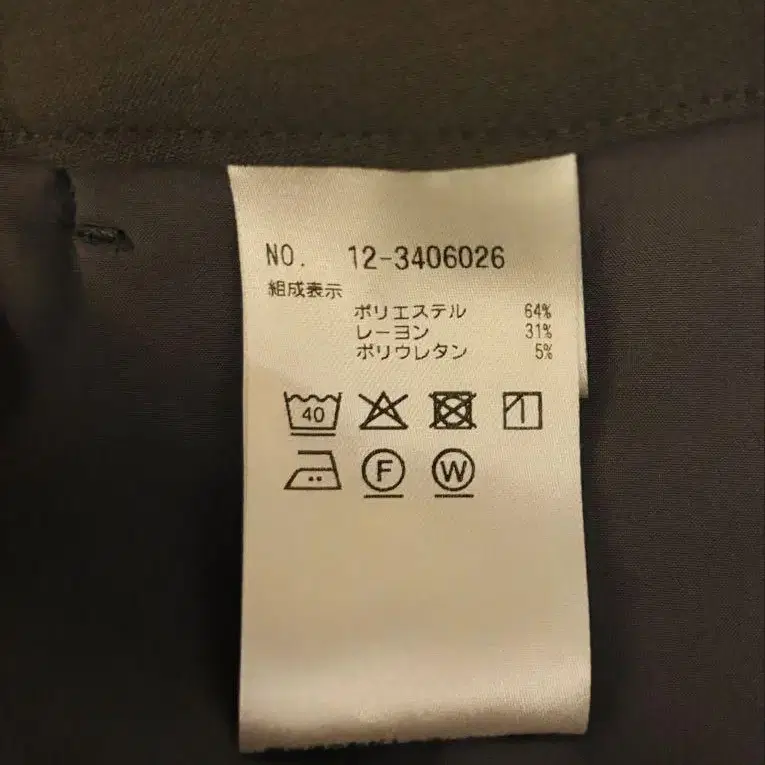 NO. 12-3406026
組成表示
ポリエステル 64%
レーヨン 31%
ポリウレタン 5%
40
F W